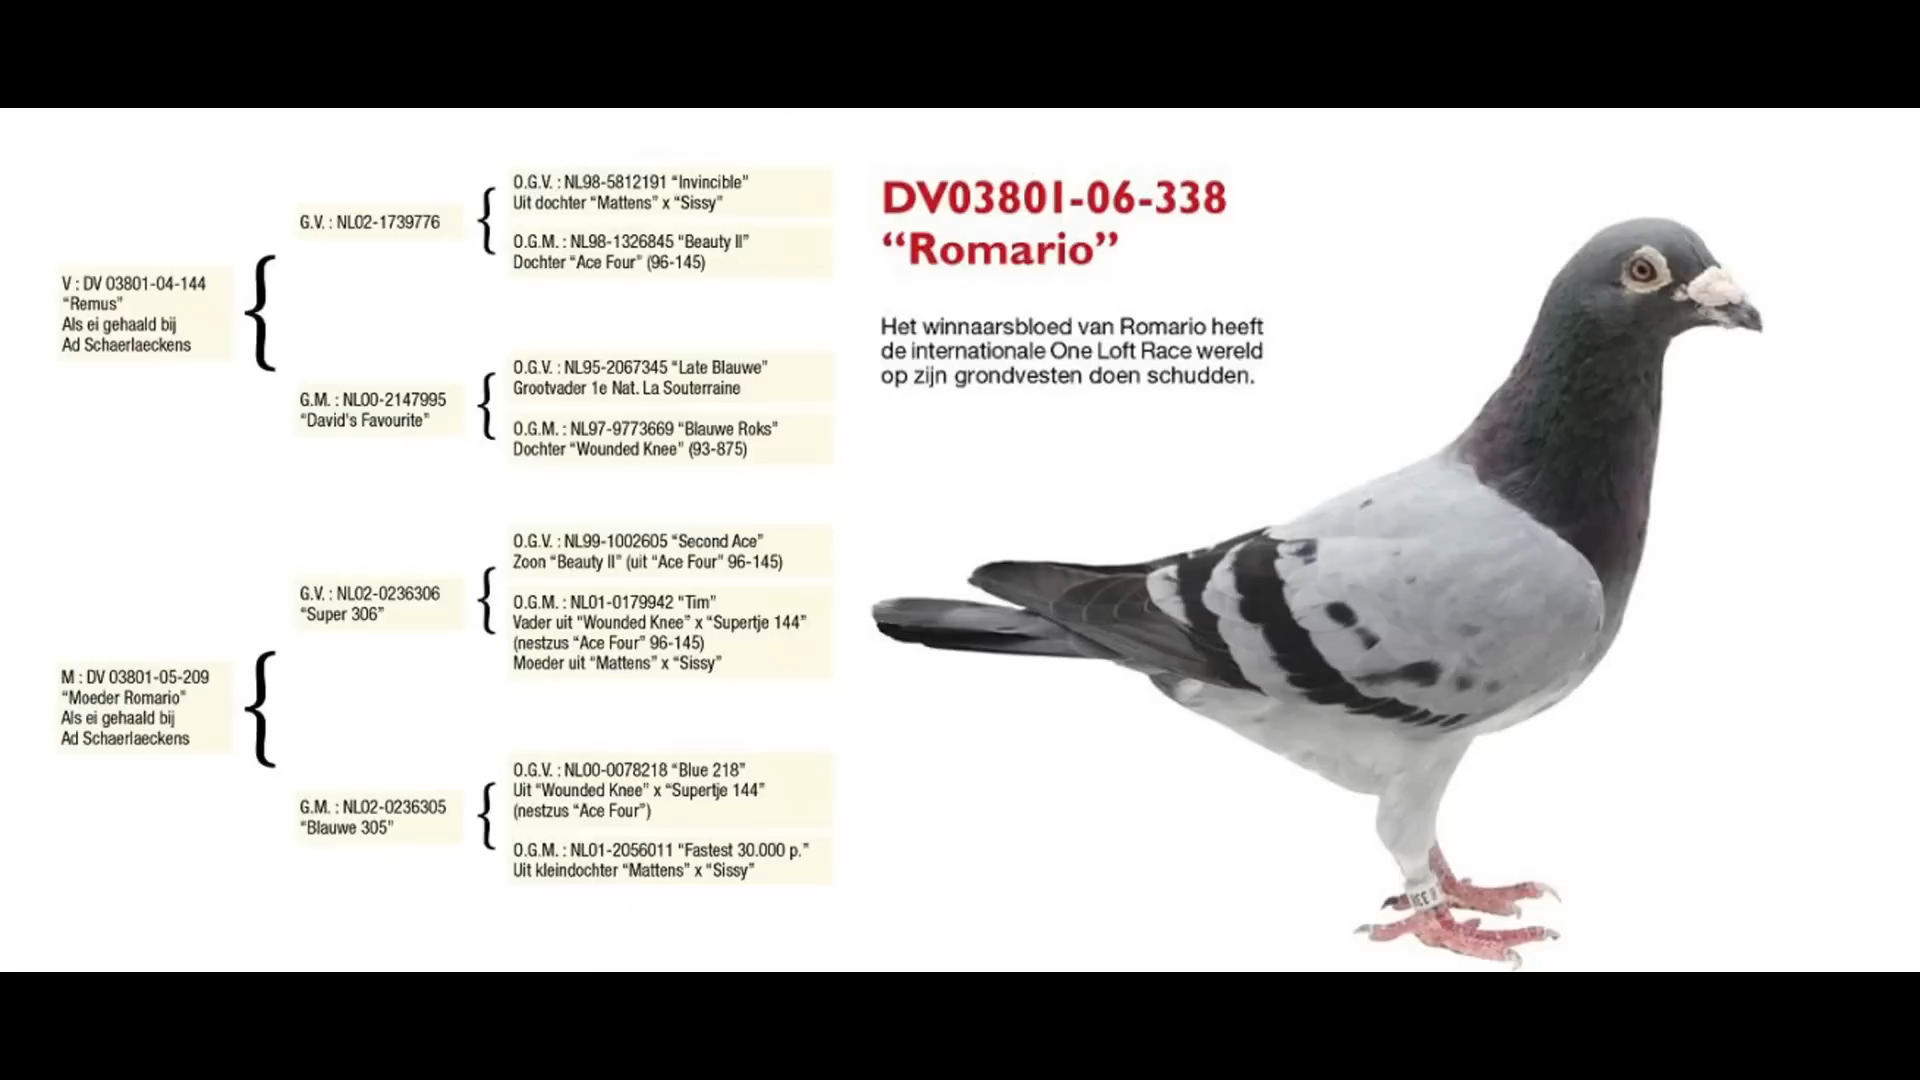 O.G.V. : NL98-5812191 “Invincible”
Uit dochter “Mattens” x “Sissy”
G.V. : NL02-1739776
O.G.M. : NL98-1326845 “Beauty II”
Dochter “Ace Four” (96-145)
V : DV 03801-04-144
“Remus”
Als ei gehaald bij
Ad Schaerlaeckens
O.G.V. : NL95-2067345 “Late Blauwe”
Grootvader 1e Nat. La Souterraine
G.M. : NL00-2147995
“David's Favourite”
O.G.M. : NL97-9773669 “Blauwe Roks”
Dochter “Wounded Knee” (93-875)
O.G.V. : NL99-1002605 “Second Ace”
Zoon “Beauty II” (uit “Ace Four” 96-145)
G.V. : NL02-0236306
“Super 306”
O.G.M. : NL01-0179942 “Tim”
Vader uit “Wounded Knee” x “Supertje 144”
(nestzus “Ace Four” 96-145)
Moeder uit “Mattens” x “Sissy”
M : DV 03801-05-209
“Moeder Romario”
Als ei gehaald bij
Ad Schaerlaeckens
O.G.V. : NL00-0078218 “Blue 218”
Uit “Wounded Knee” x “Supertje 144”
(nestzus “Ace Four”)
G.M. : NL02-0236305
“Blauwe 305”
O.G.M. : NL01-2056011 “Fastest 30.000 p.”
Uit kleindochter “Mattens” x “Sissy”
DV03801-06-338
“Romario”
Het winnaarsbloed van Romario heeft
de internationale One Loft Race wereld
op zijn grondvesten doen schudden.